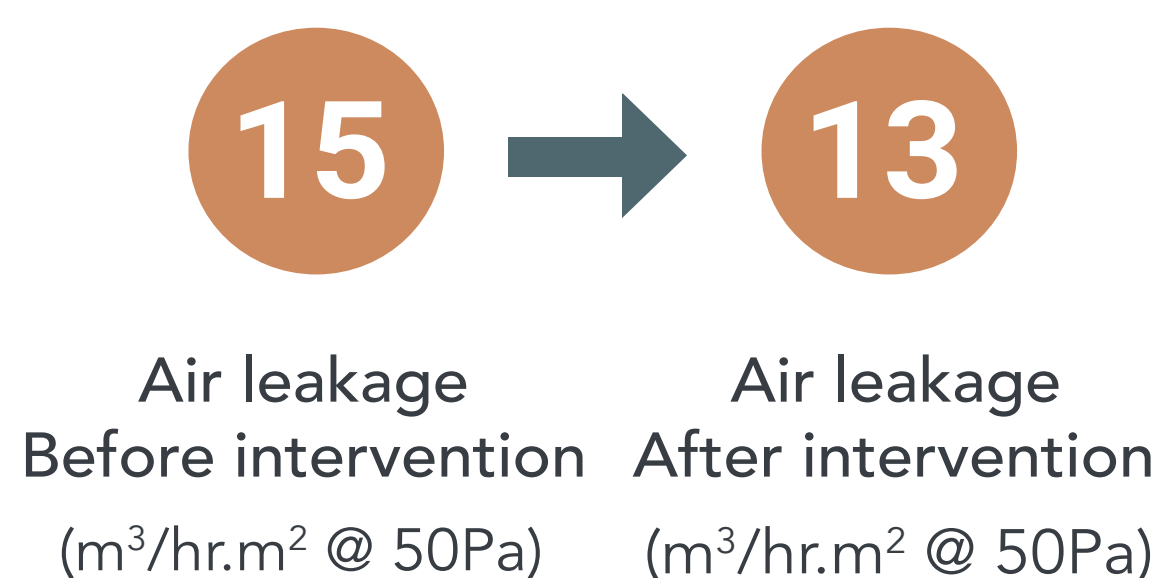 15
13
Air leakage
Before intervention
(m³/hr.m² @ 50Pa)
Air leakage
After intervention
(m³/hr.m² @ 50Pa)